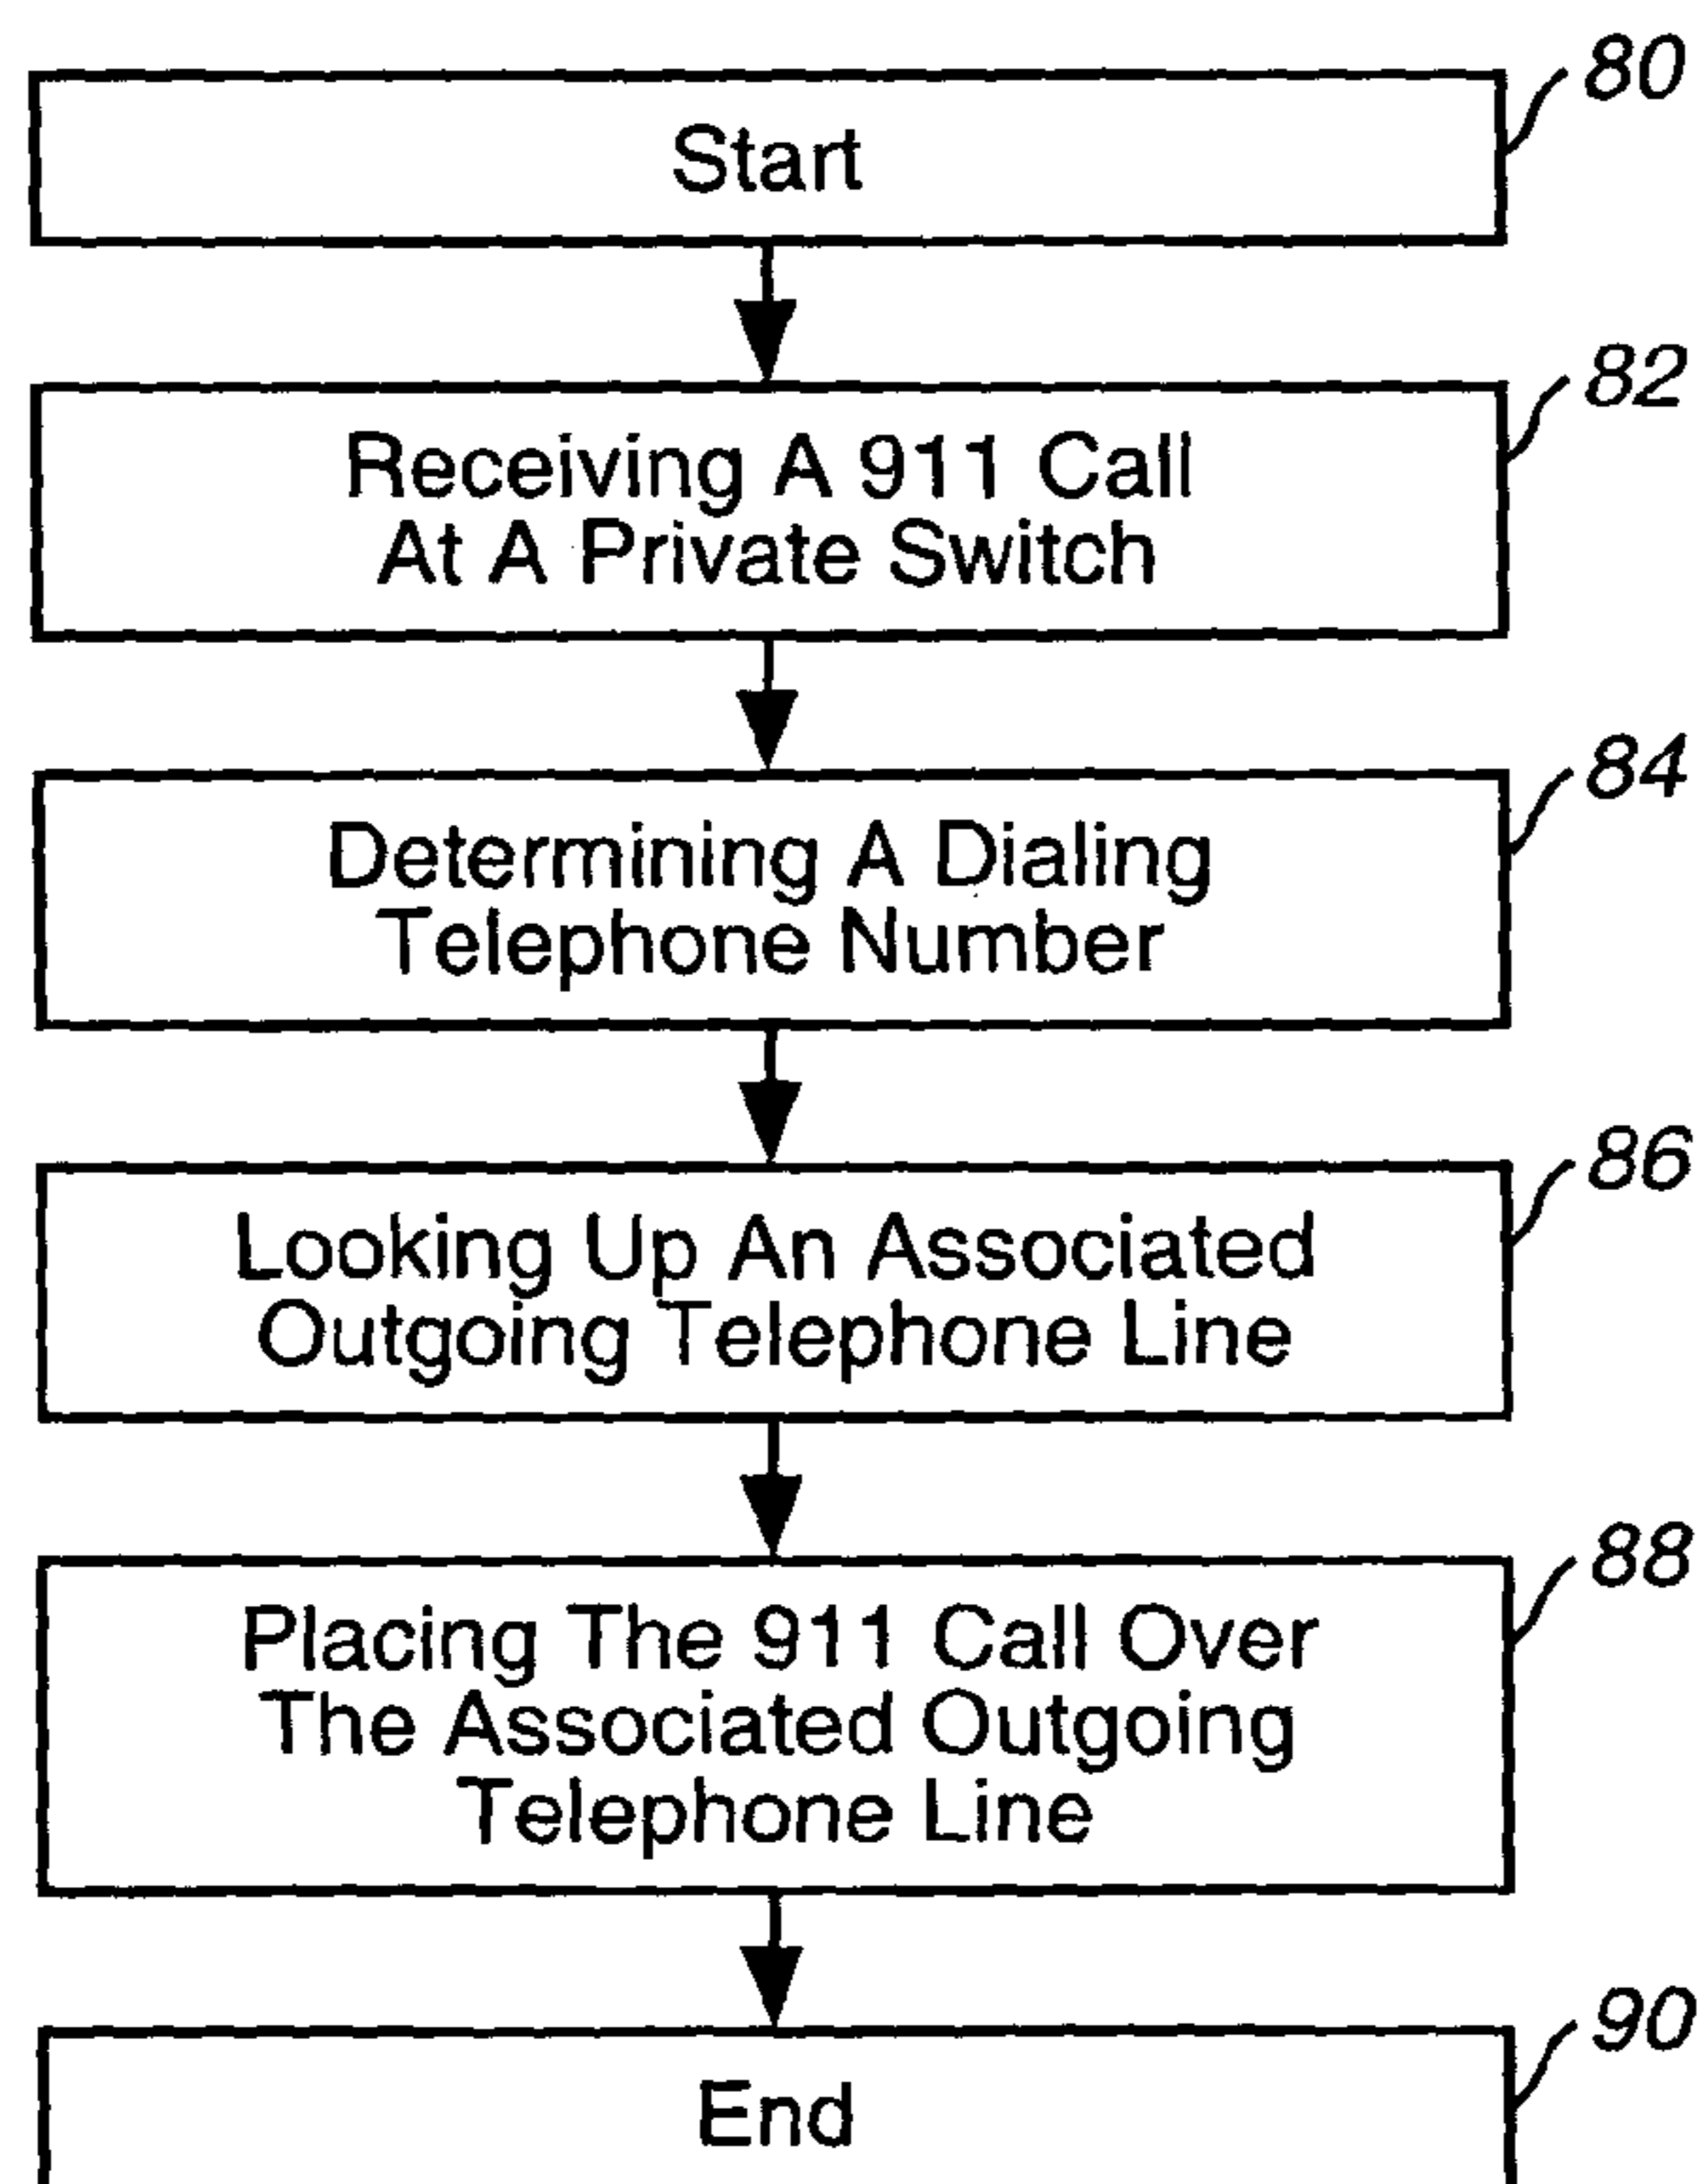 80
Start
82
Receiving A 911 Call
At A Private Switch
84
Determining A Dialing
Telephone Number
86
Looking Up An Associated
Outgoing Telephone Line
88
Placing The 911 Call Over
The Associated Outgoing
Telephone Line
90
End